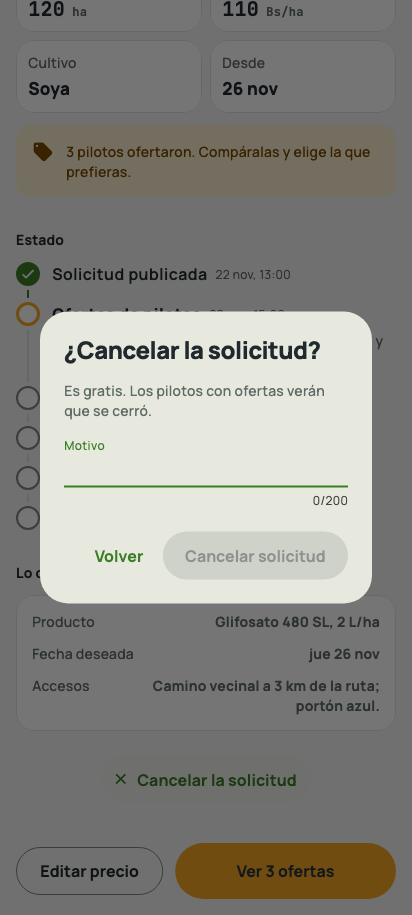 120 ha
110 Bs/ha
Cultivo
Soya
Desde
26 nov
3 pilotos ofertaron. Compáralas y elige la que
prefieras.
Estado
Solicitud publicada 22 nov, 13:00
y
¿Cancelar la solicitud?
Es gratis. Los pilotos con ofertas verán
que se cerró.
Motivo
0/200
Volver
Cancelar solicitud
Lo
Producto
Glifosato 480 SL, 2 L/ha
Fecha deseada
jue 26 nov
Accesos
Camino vecinal a 3 km de la ruta;
portón azul.
Cancelar la solicitud
Editar precio
Ver 3 ofertas